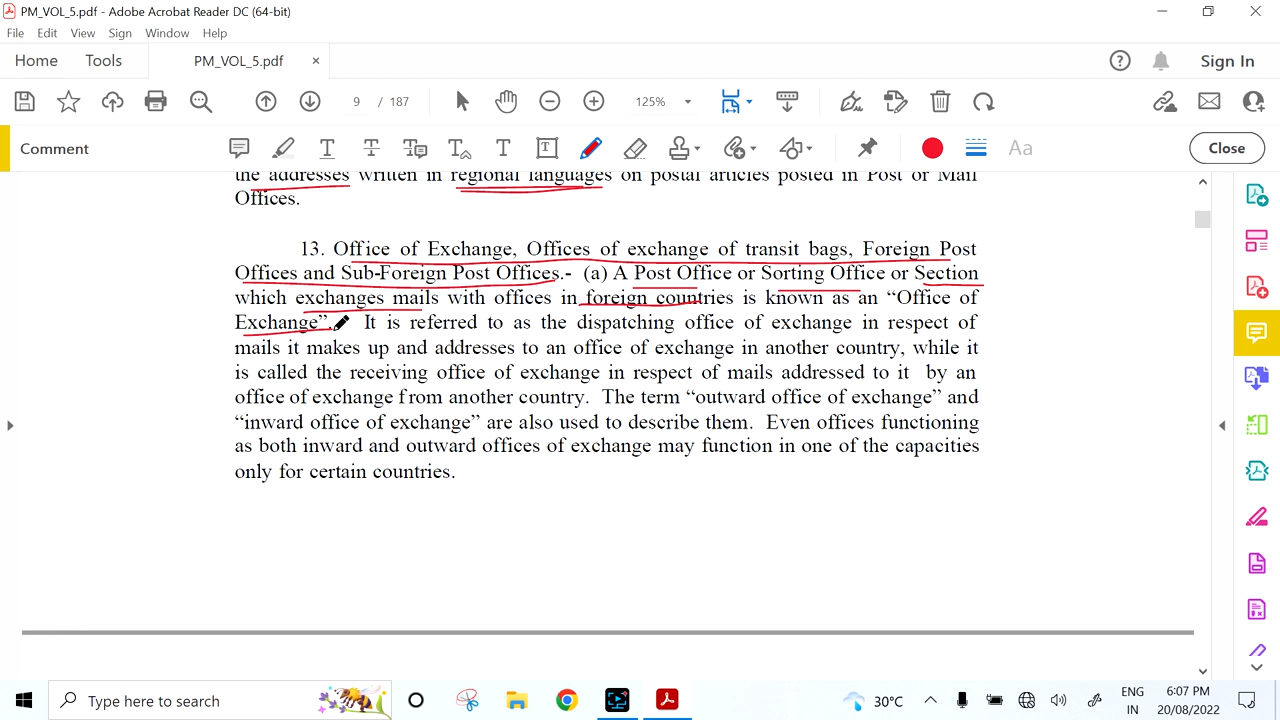 PM_VOL_5.pdf - Adobe Acrobat Reader DC (64-bit)
File Edit View Sign Window Help
Home Tools PM_VOL_5.pdf × Sign In
9 / 187 125%
Comment Aa Close
the addresses written in regional languages on postal articles posted in Post or Mail
Offices.
13. Office of Exchange, Offices of exchange of transit bags, Foreign Post
Offices and Sub-Foreign Post Offices.- (a) A Post Office or Sorting Office or Section
which exchanges mails with offices in foreign countries is known as an “Office of
Exchange”. It is referred to as the dispatching office of exchange in respect of
mails it makes up and addresses to an office of exchange in another country, while it
is called the receiving office of exchange in respect of mails addressed to it by an
office of exchange from another country. The term “outward office of exchange” and
“inward office of exchange” are also used to describe them. Even offices functioning
as both inward and outward offices of exchange may function in one of the capacities
only for certain countries.
Type here to search
30°C
ENG
IN
6:07 PM
20/08/2022